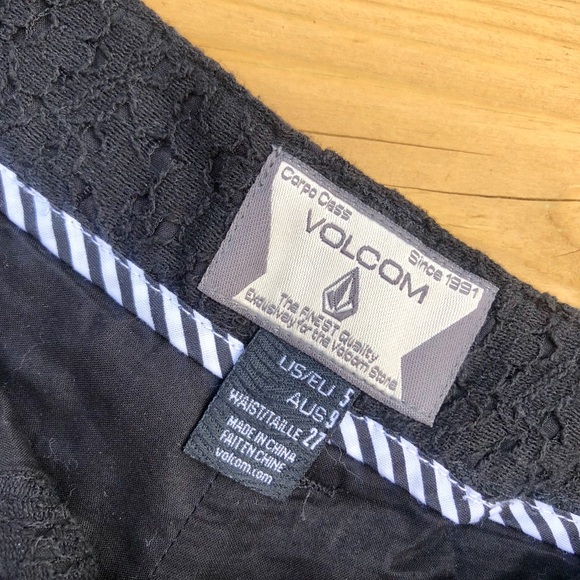 Corpo Class
Since 1991
VOLCOM
The FINEST Quality
Exclusively for the Volcom Store
US/EU 5
AUS 9
WAIST/TAILLE 27
MADE IN CHINA
FAIT EN CHINE
volcom.com